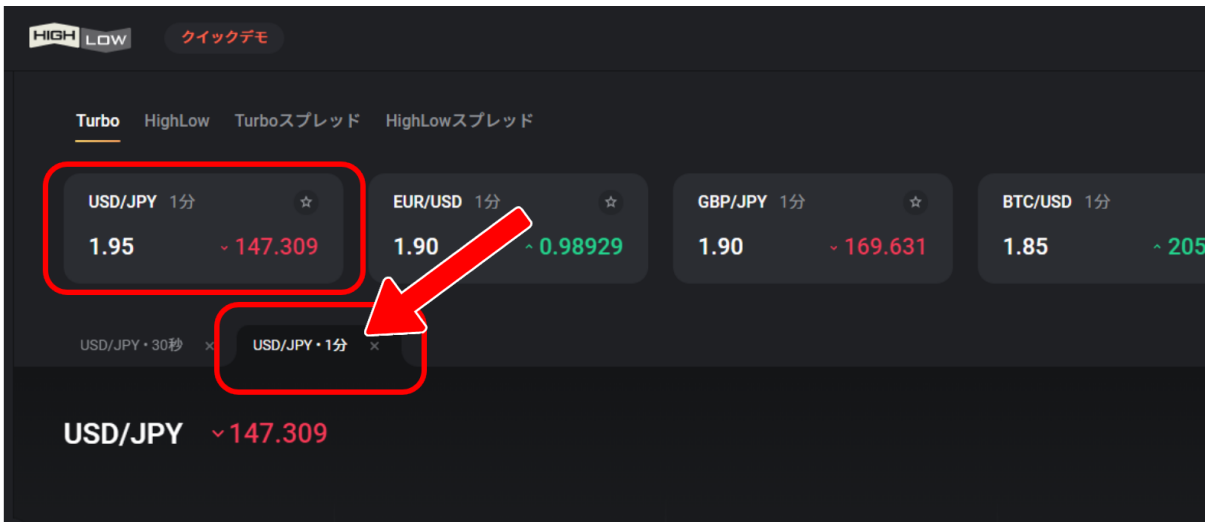 HIGH LOW クイックデモ
Turbo HighLow Turboスプレッド HighLowスプレッド
USD/JPY 1分 EUR/USD 1分 GBP/JPY 1分 BTC/USD 1分
1.95 147.309 1.90 0.98929 1.90 169.631 1.85 205
USD/JPY・30秒 × USD/JPY・1分 ×
USD/JPY 147.309